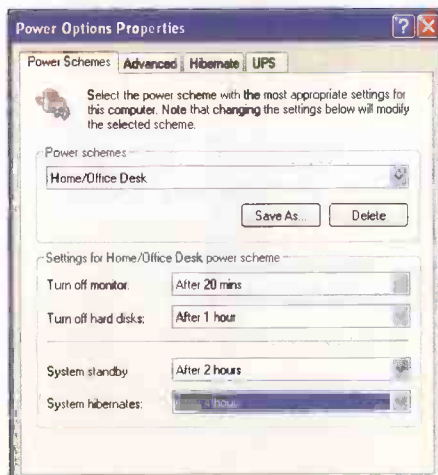 Power Options Properties
Power Schemes Advanced Hibernate UPS
Select the power scheme with the most appropriate settings for
this computer. Note that changing the settings below will modify
the selected scheme.
Power schemes
Home/Office Desk
Save As... Delete
Settings for Home/Office Desk power scheme
Turn off monitor: After 20 mins
Turn off hard disks: After 1 hour
System standby After 2 hours
System hibernates: